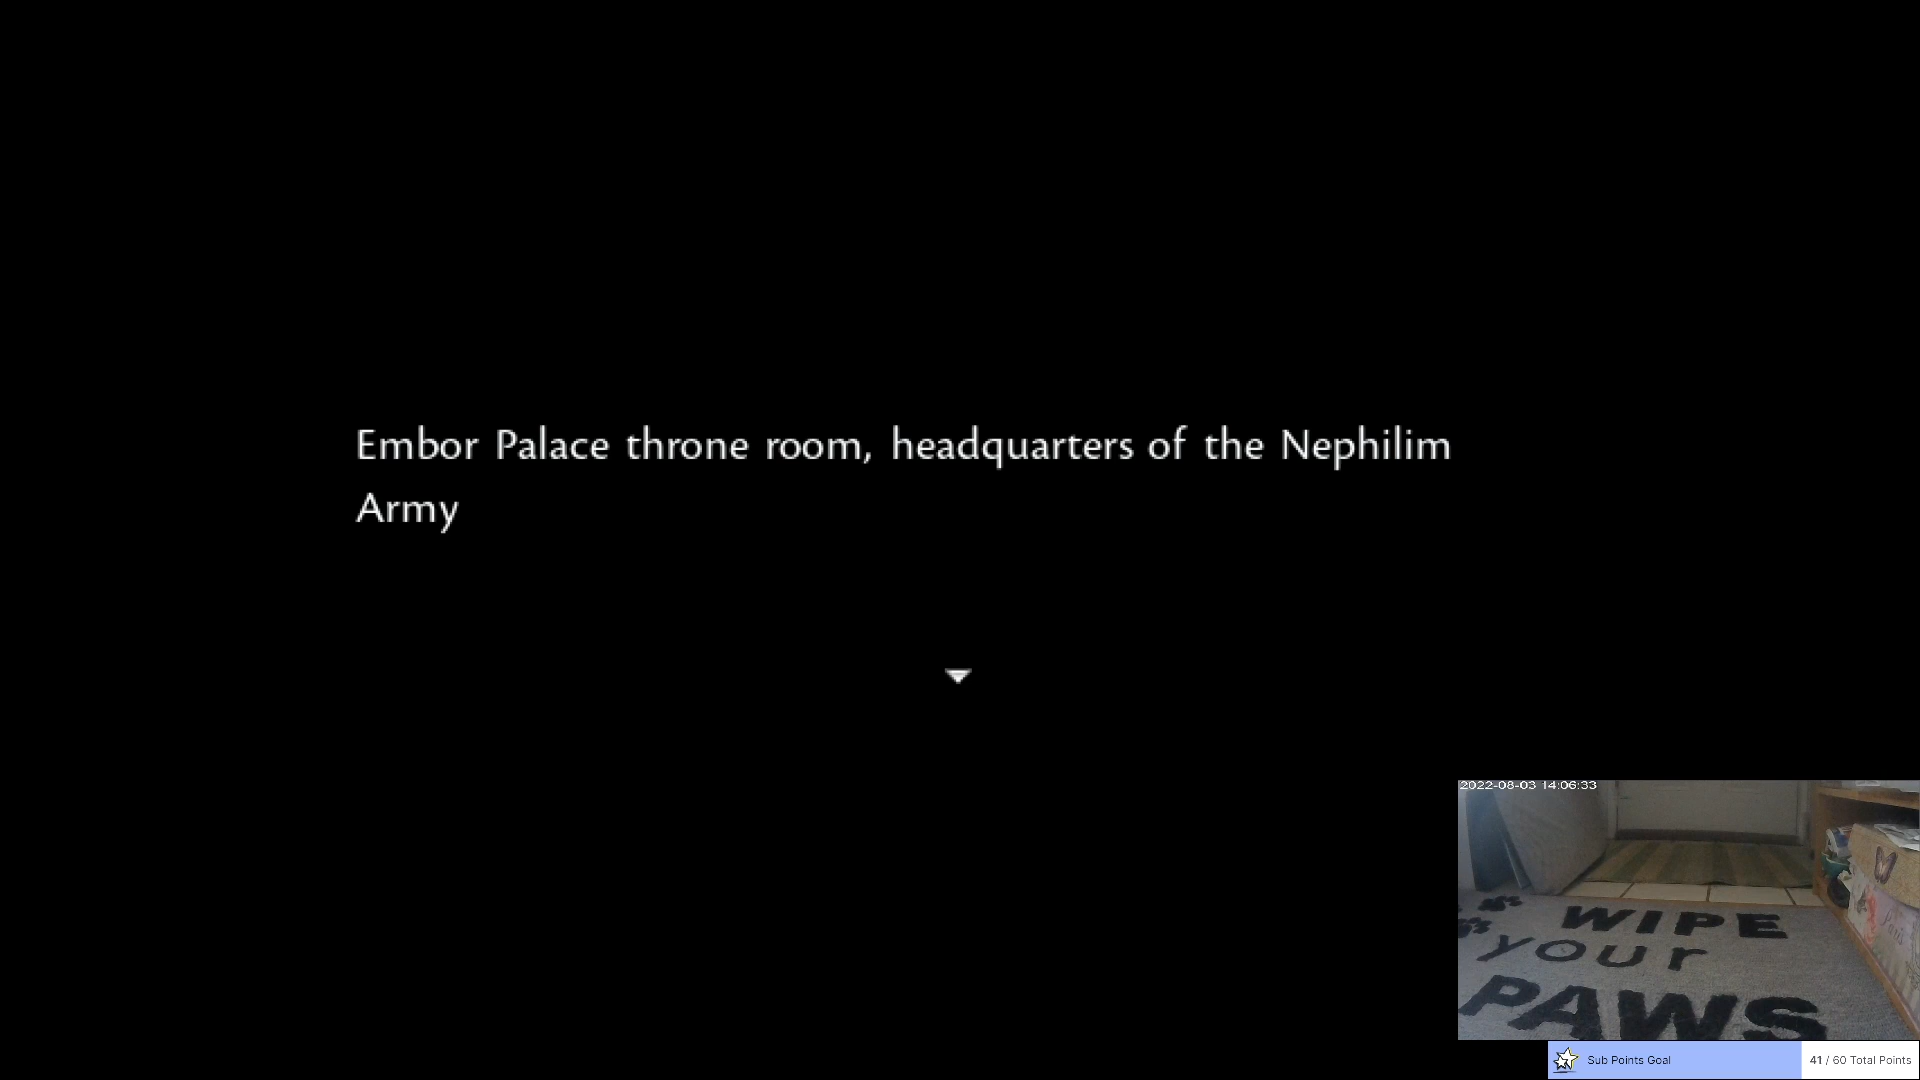 Embor Palace throne room, headquarters of the Nephilim
Army
2022-08-03 14:06:33
WIPE
your
PAWS
Paris
Sub Points Goal
41 / 60 Total Points